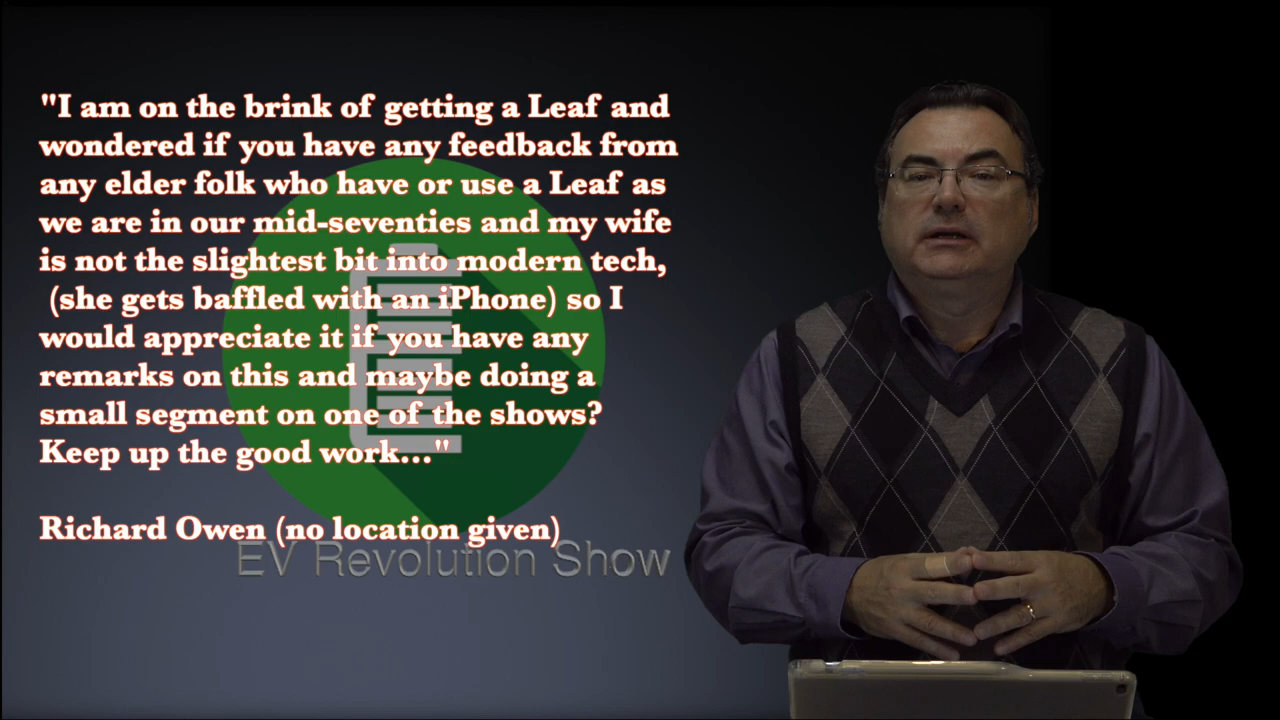 "I am on the brink of getting a Leaf and
wondered if you have any feedback from
any elder folk who have or use a Leaf as
we are in our mid-seventies and my wife
is not the slightest bit into modern tech,
(she gets baffled with an iPhone) so I
would appreciate it if you have any
remarks on this and maybe doing a
small segment on one of the shows?
Keep up the good work..."
Richard Owen (no location given)
EV Revolution Show